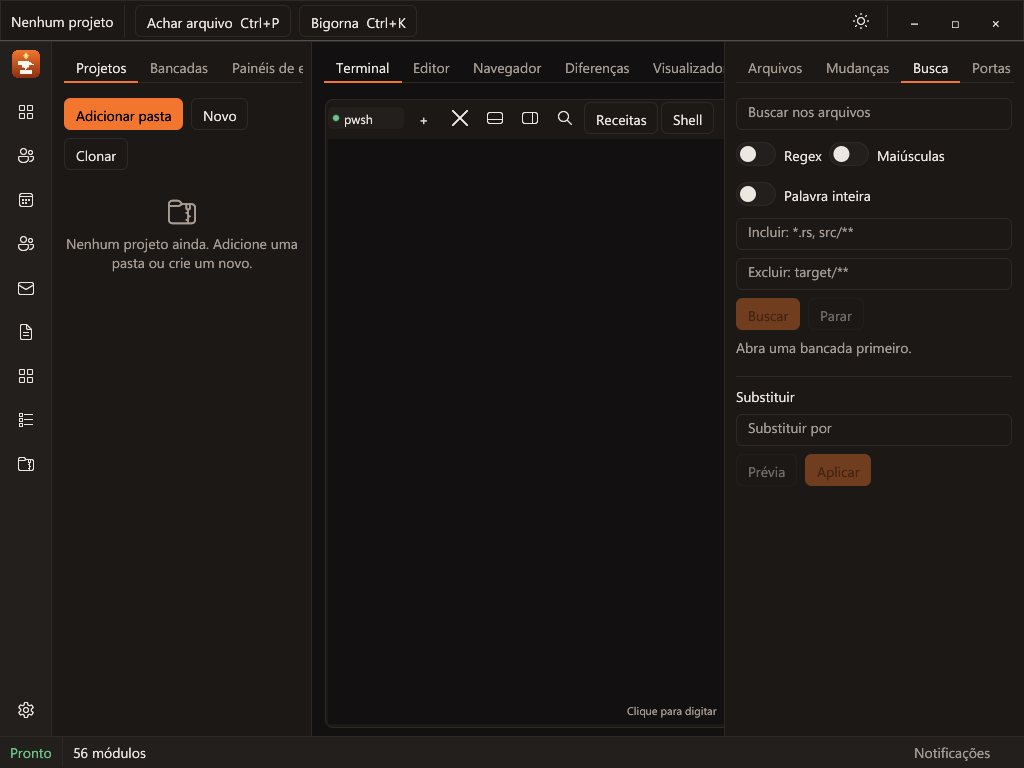 Nenhum projeto
Achar arquivo Ctrl+P
Bigorna Ctrl+K
Projetos
Bancadas
Painéis de e
Adicionar pasta
Novo
Clonar
Nenhum projeto ainda. Adicione uma
pasta ou crie um novo.
Terminal
Editor
Navegador
Diferenças
Visualizador
pwsh
+
Receitas
Shell
Clique para digitar
Arquivos
Mudanças
Busca
Portas
Buscar nos arquivos
Regex
Maiúsculas
Palavra inteira
Incluir: *.rs, src/**
Excluir: target/**
Buscar
Parar
Abra uma bancada primeiro.
Substituir
Substituir por
Prévia
Aplicar
Pronto
56 módulos
Notificações